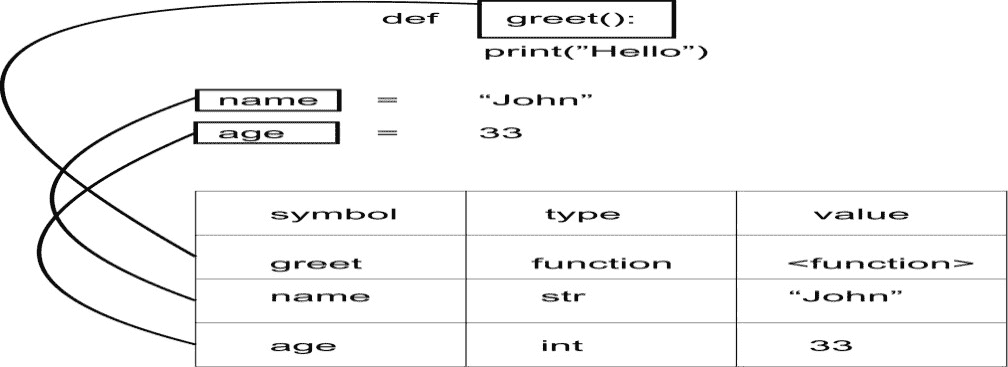 def greet():
print(”Hello”)
name = “John”
age = 33
symbol type value
greet function <function>
name str “John”
age int 33